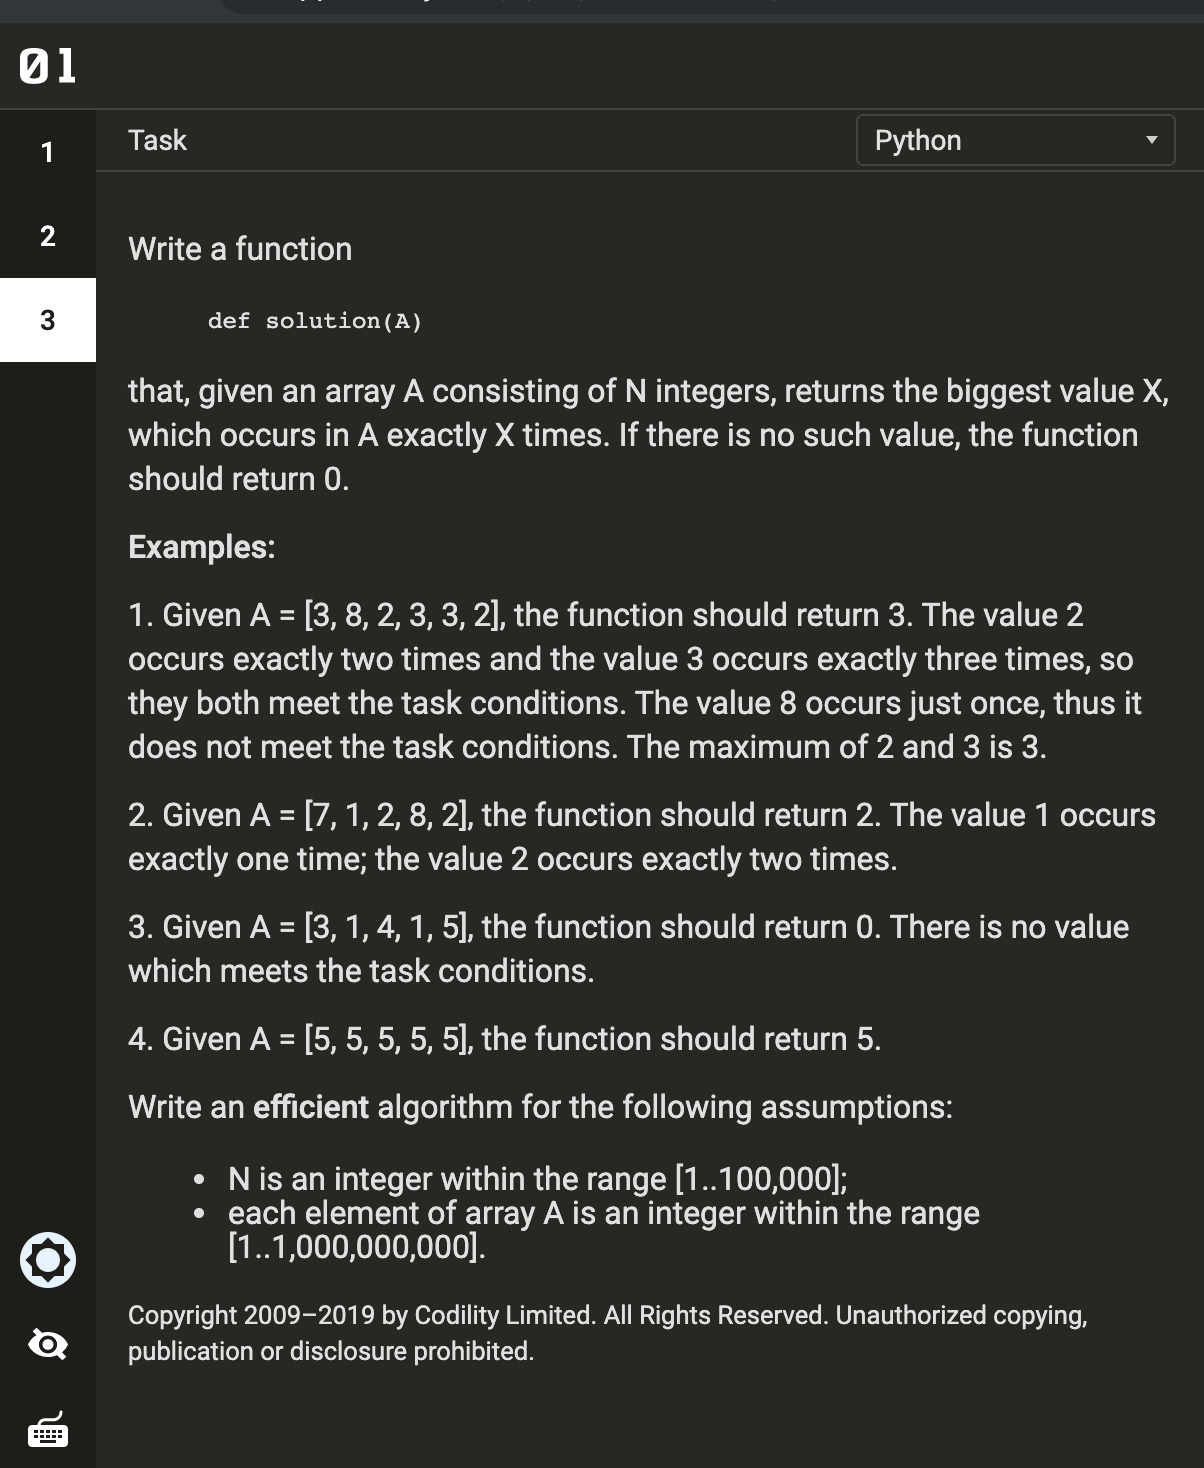 01
1
Task
Python
2
Write a function
3
def solution(A)
that, given an array A consisting of N integers, returns the biggest value X,
which occurs in A exactly X times. If there is no such value, the function
should return 0.
Examples:
1. Given A = [3, 8, 2, 3, 3, 2], the function should return 3. The value 2
occurs exactly two times and the value 3 occurs exactly three times, so
they both meet the task conditions. The value 8 occurs just once, thus it
does not meet the task conditions. The maximum of 2 and 3 is 3.
2. Given A = [7, 1, 2, 8, 2], the function should return 2. The value 1 occurs
exactly one time; the value 2 occurs exactly two times.
3. Given A = [3, 1, 4, 1, 5], the function should return 0. There is no value
which meets the task conditions.
4. Given A = [5, 5, 5, 5, 5], the function should return 5.
Write an efficient algorithm for the following assumptions:
• N is an integer within the range [1..100,000];
• each element of array A is an integer within the range
[1..1,000,000,000].
Copyright 2009–2019 by Codility Limited. All Rights Reserved. Unauthorized copying,
publication or disclosure prohibited.